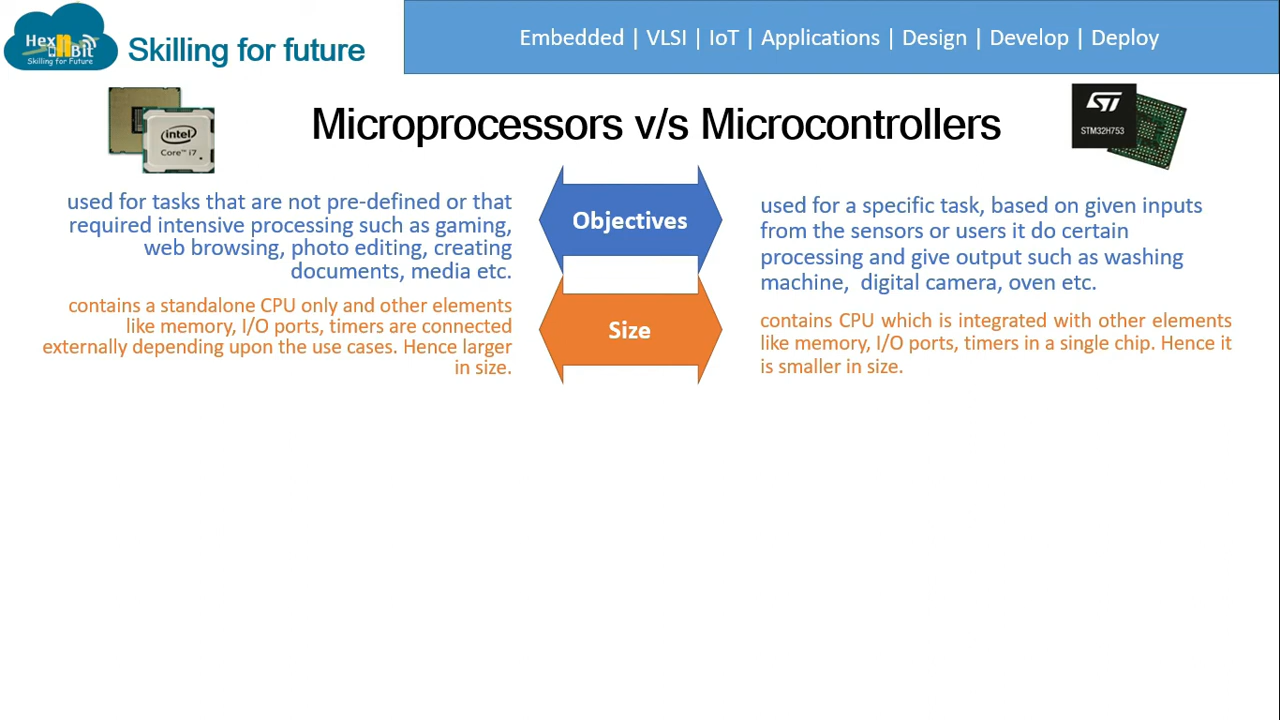 Hex n Bit
Skilling for Future
Skilling for future
Embedded | VLSI | IoT | Applications | Design | Develop | Deploy
intel
Core™ i7
Microprocessors v/s Microcontrollers
ST
STM32H753
used for tasks that are not pre-defined or that
required intensive processing such as gaming,
web browsing, photo editing, creating
documents, media etc.
Objectives
used for a specific task, based on given inputs
from the sensors or users it do certain
processing and give output such as washing
machine,  digital camera, oven etc.
contains a standalone CPU only and other elements
like memory, I/O ports, timers are connected
externally depending upon the use cases. Hence larger
in size.
Size
contains CPU which is integrated with other elements
like memory, I/O ports, timers in a single chip. Hence it
is smaller in size.